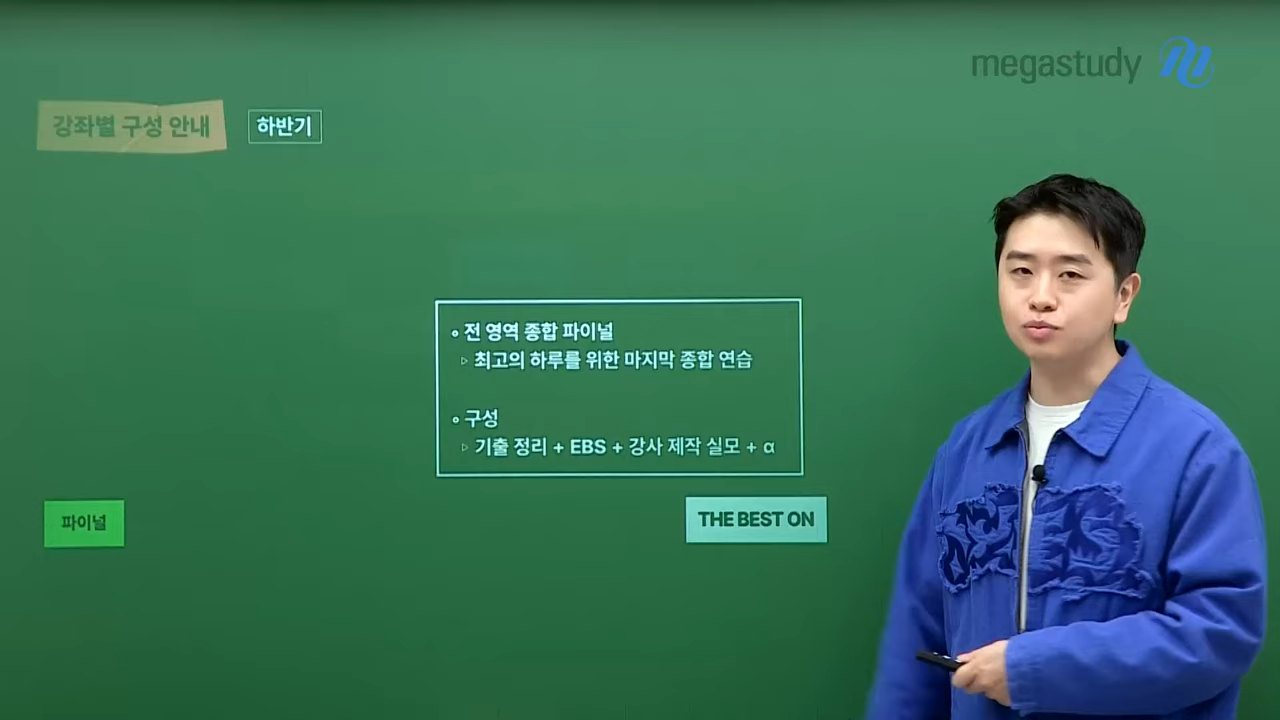 megastudy
강좌별 구성 안내
하반기
∘ 전 영역 종합 파이널
▷ 최고의 하루를 위한 마지막 종합 연습
∘ 구성
▷ 기출 정리 + EBS + 강사 제작 실모 + α
파이널
THE BEST ON